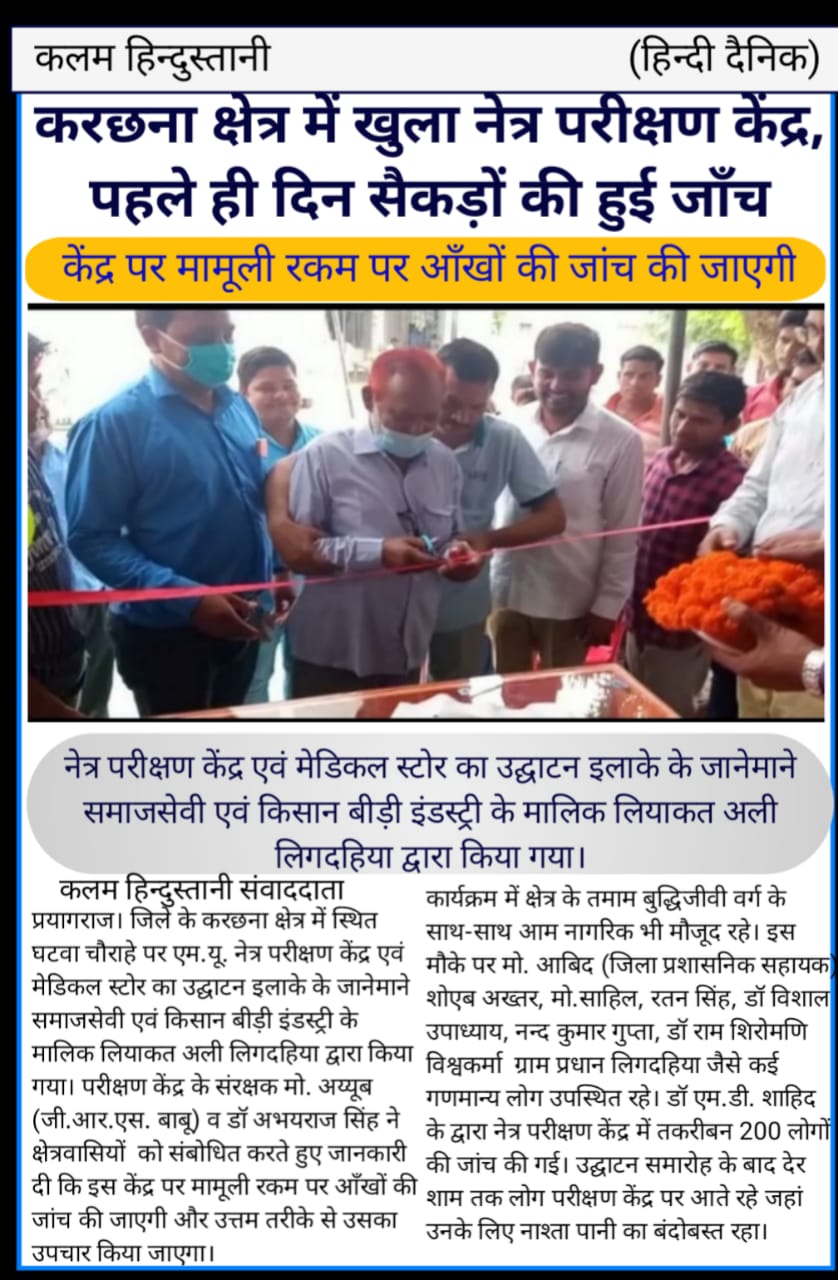 कलम हिन्दुस्तानी (हिन्दी दैनिक)
करछना क्षेत्र में खुला नेत्र परीक्षण केंद्र,
पहले ही दिन सैकड़ों की हुई जाँच
केंद्र पर मामूली रकम पर आँखों की जांच की जाएगी
नेत्र परीक्षण केंद्र एवं मेडिकल स्टोर का उद्घाटन इलाके के जानेमाने
समाजसेवी एवं किसान बीड़ी इंडस्ट्री के मालिक लियाकत अली
लिगदहिया द्वारा किया गया।
कलम हिन्दुस्तानी संवाददाता
प्रयागराज। जिले के करछना क्षेत्र में स्थित
घटवा चौराहे पर एम.यू. नेत्र परीक्षण केंद्र एवं
मेडिकल स्टोर का उद्घाटन इलाके के जानेमाने
समाजसेवी एवं किसान बीड़ी इंडस्ट्री के
मालिक लियाकत अली लिगदहिया द्वारा किया
गया। परीक्षण केंद्र के संरक्षक मो. अय्यूब
(जी.आर.एस. बाबू) व डॉ अभयराज सिंह ने
क्षेत्रवासियों को संबोधित करते हुए जानकारी
दी कि इस केंद्र पर मामूली रकम पर आँखों की
जांच की जाएगी और उत्तम तरीके से उसका
उपचार किया जाएगा।
कार्यक्रम में क्षेत्र के तमाम बुद्धिजीवी वर्ग के
साथ-साथ आम नागरिक भी मौजूद रहे। इस
मौके पर मो. आबिद (जिला प्रशासनिक सहायक)
शोएब अख्तर, मो.साहिल, रतन सिंह, डॉ विशाल
उपाध्याय, नन्द कुमार गुप्ता, डॉ राम शिरोमणि
विश्वकर्मा ग्राम प्रधान लिगदहिया जैसे कई
गणमान्य लोग उपस्थित रहे। डॉ एम.डी. शाहिद
के द्वारा नेत्र परीक्षण केंद्र में तकरीबन 200 लोगों
की जांच की गई। उद्घाटन समारोह के बाद देर
शाम तक लोग परीक्षण केंद्र पर आते रहे जहां
उनके लिए नाश्ता पानी का बंदोबस्त रहा।